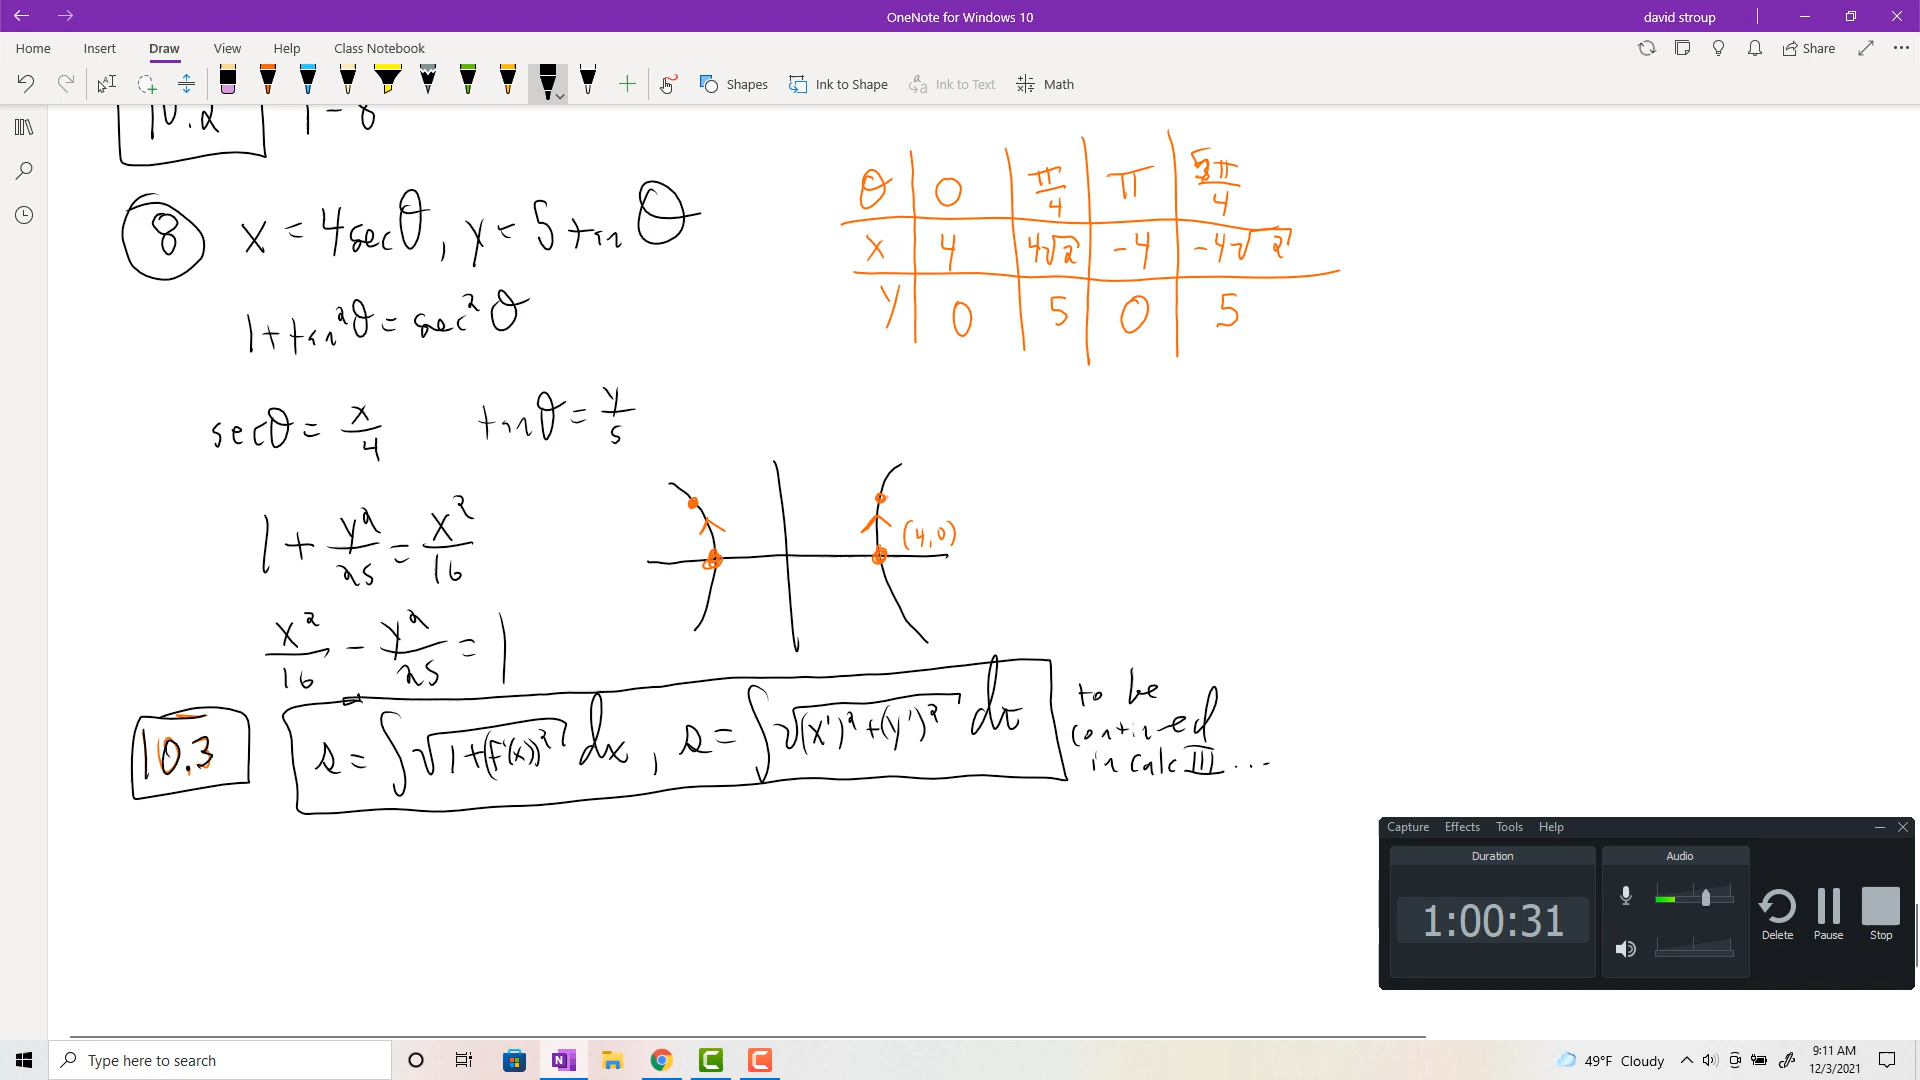 OneNote for Windows 10
david stroup
Home Insert Draw View Help Class Notebook
Share
Shapes Ink to Shape Ink to Text Math
10.2 1 - 8
⑧ x = 4secθ, y = 5 tan θ
1 + tan²θ = sec²θ
secθ = x/4 tanθ = y/5
1 + y²/25 = x²/16
x²/16 - y²/25 = 1
θ 0 π/4 π 5π/4
x 4 4√2 -4 -4√2
y 0 5 0 5
(4,0)
10.3 s = ∫√(1+(f'(x))²) dx, s = ∫√((x')²+(y')²) dt
to be
continued
in calc III ...
Capture Effects Tools Help
Duration Audio
1:00:31
Delete Pause Stop
Type here to search
49°F Cloudy
9:11 AM
12/3/2021